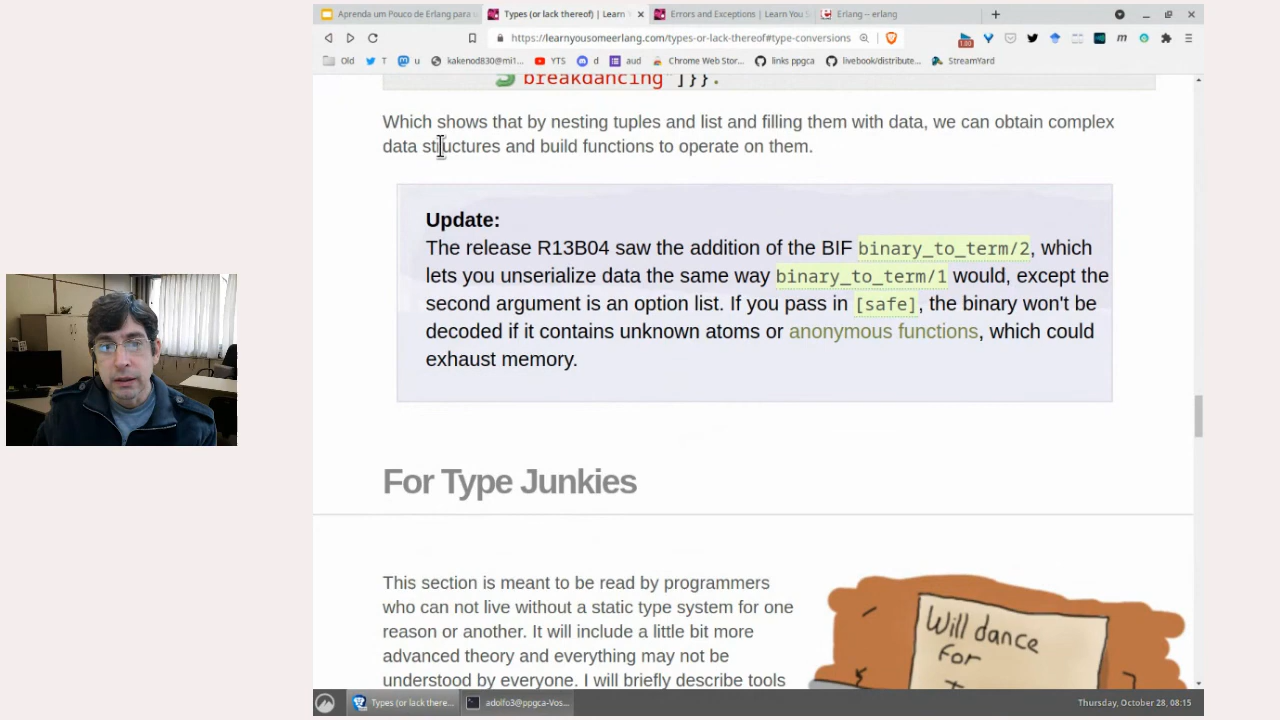 Aprenda um Pouco de Erlang para
Types (or lack thereof) | Learn
Errors and Exceptions | Learn You
Erlang -- erlang
https://learnyousomeerlang.com/types-or-lack-thereof#type-conversions
1.00
Old
T
u
kakenod830@mi1...
YTS
d
aud
Chrome Web Stor...
links ppgca
livebook/distribute...
StreamYard
breakdancing"]}}.
Which shows that by nesting tuples and list and filling them with data, we can obtain complex
data structures and build functions to operate on them.
Update:
The release R13B04 saw the addition of the BIF binary_to_term/2, which
lets you unserialize data the same way binary_to_term/1 would, except the
second argument is an option list. If you pass in [safe], the binary won't be
decoded if it contains unknown atoms or anonymous functions, which could
exhaust memory.
For Type Junkies
This section is meant to be read by programmers
who can not live without a static type system for one
reason or another. It will include a little bit more
advanced theory and everything may not be
understood by everyone. I will briefly describe tools
Will dance
for
Types (or lack there...
adolfo3@ppgca-Vos...
Thursday, October 28, 08:15